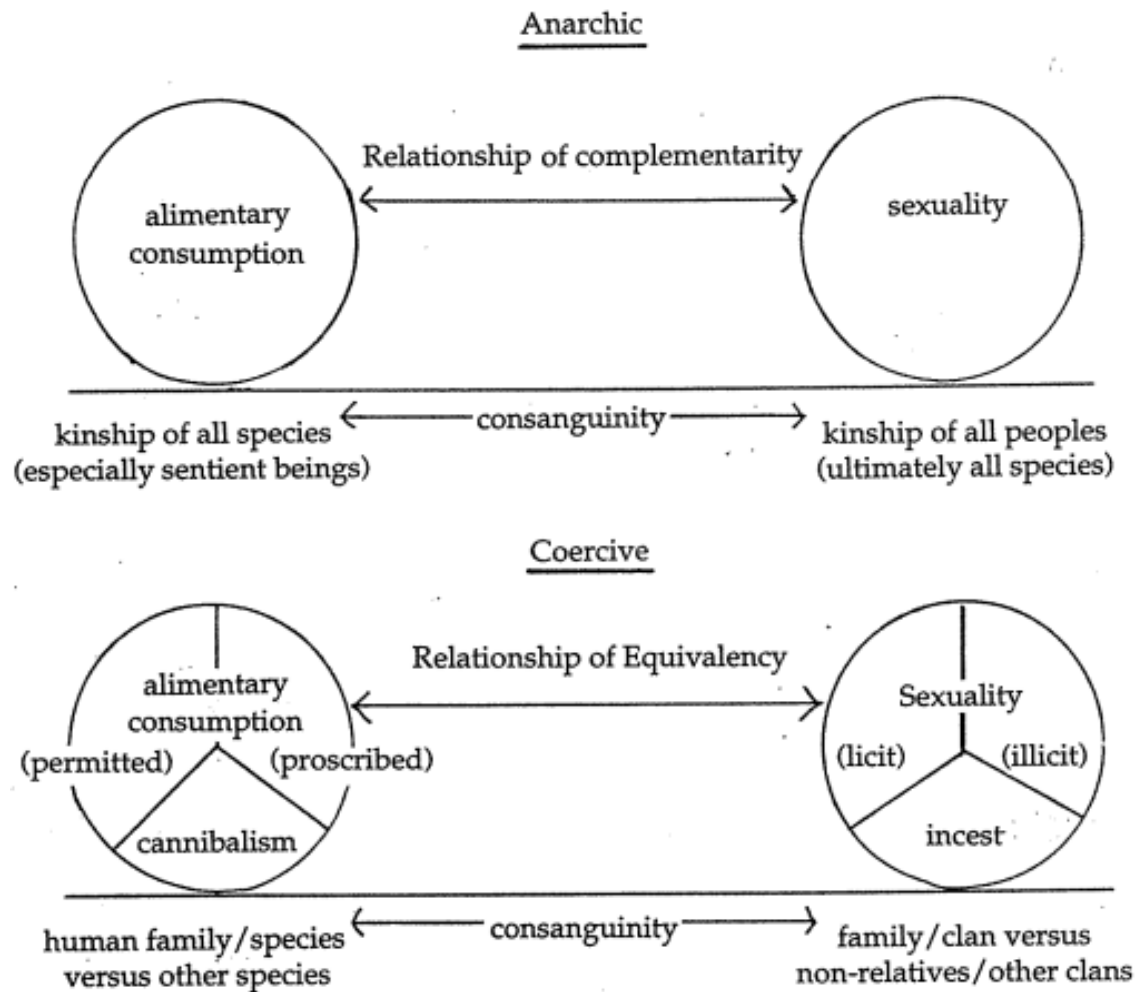 Anarchic
Relationship of complementarity
alimentary
consumption
sexuality
consanguinity
kinship of all species
(especially sentient beings)
kinship of all peoples
(ultimately all species)
Coercive
Relationship of Equivalency
alimentary
consumption
(permitted)
(proscribed)
cannibalism
Sexuality
(licit)
(illicit)
incest
consanguinity
human family/species
versus other species
family/clan versus
non-relatives/other clans